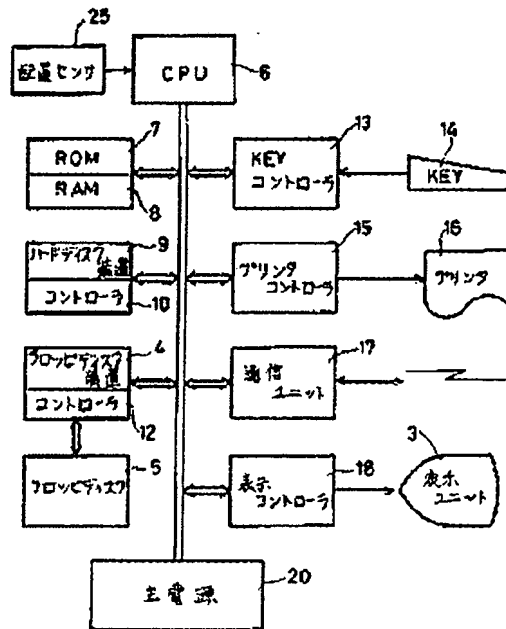 25
配置センサ
CPU
6
7
ROM
RAM
8
13
KEY
コントローラ
14
KEY
9
ハードディスク
装置
コントローラ
10
15
プリンタ
コントローラ
16
プリンタ
4
フロッピディスク
装置
コントローラ
12
17
通信
ユニット
5
フロッピディスク
18
表示
コントローラ
3
表示
ユニット
主電源
20